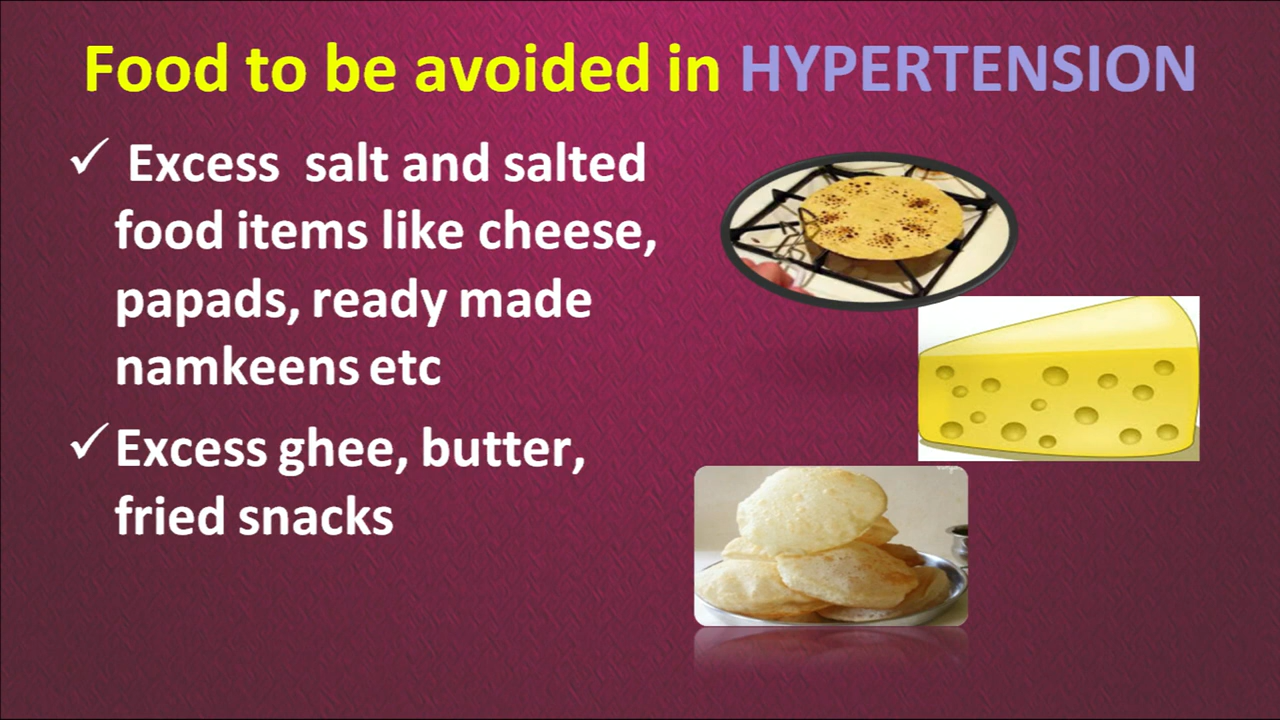 Food to be avoided in HYPERTENSION
✓ Excess salt and salted
food items like cheese,
papads, ready made
namkeens etc
✓ Excess ghee, butter,
fried snacks